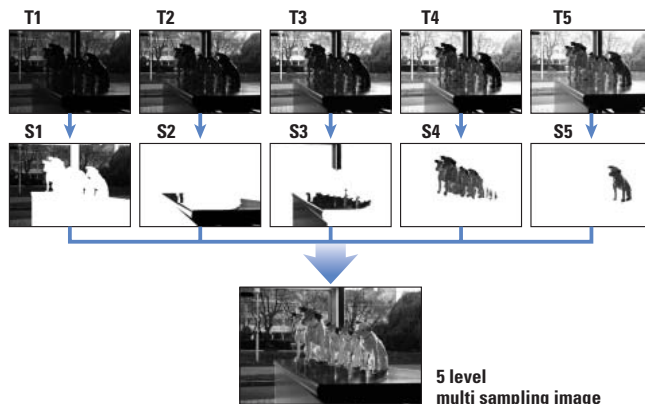 T1 T2 T3 T4 T5
S1 S2 S3 S4 S5
5 level
multi sampling image